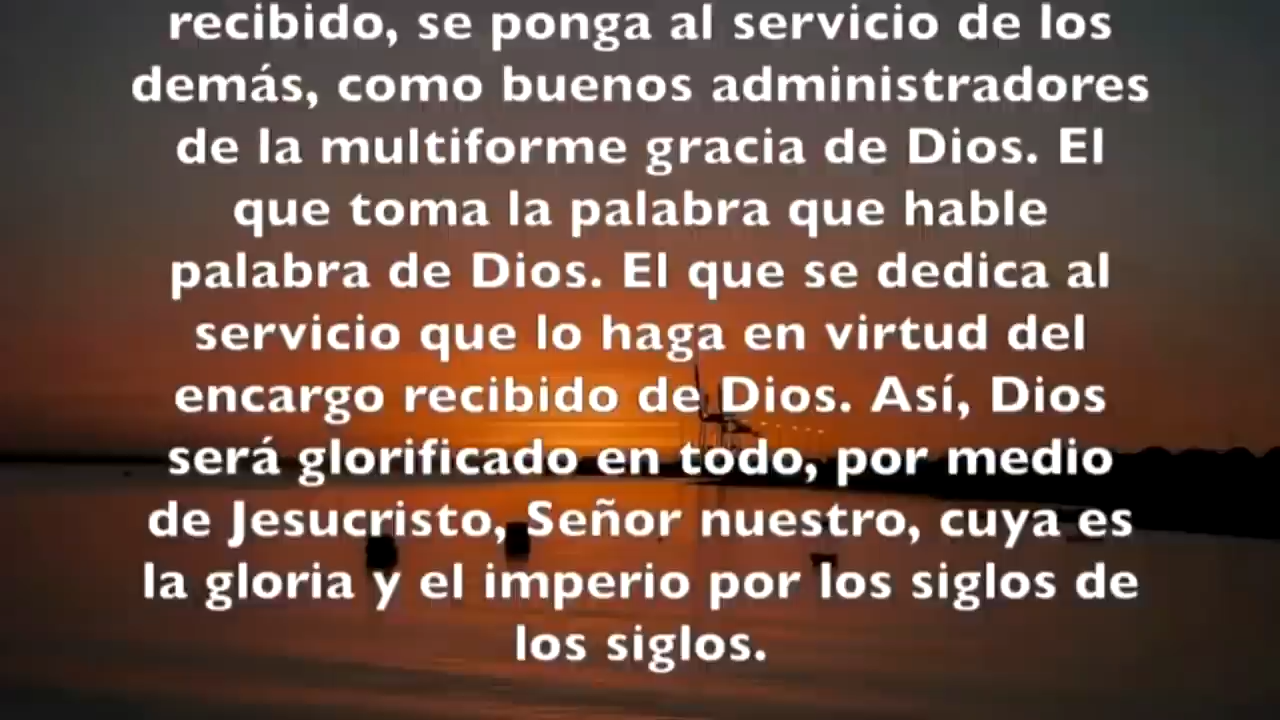 recibido, se ponga al servicio de los
demás, como buenos administradores
de la multiforme gracia de Dios. El
que toma la palabra que hable
palabra de Dios. El que se dedica al
servicio que lo haga en virtud del
encargo recibido de Dios. Así, Dios
será glorificado en todo, por medio
de Jesucristo, Señor nuestro, cuya es
la gloria y el imperio por los siglos de
los siglos.